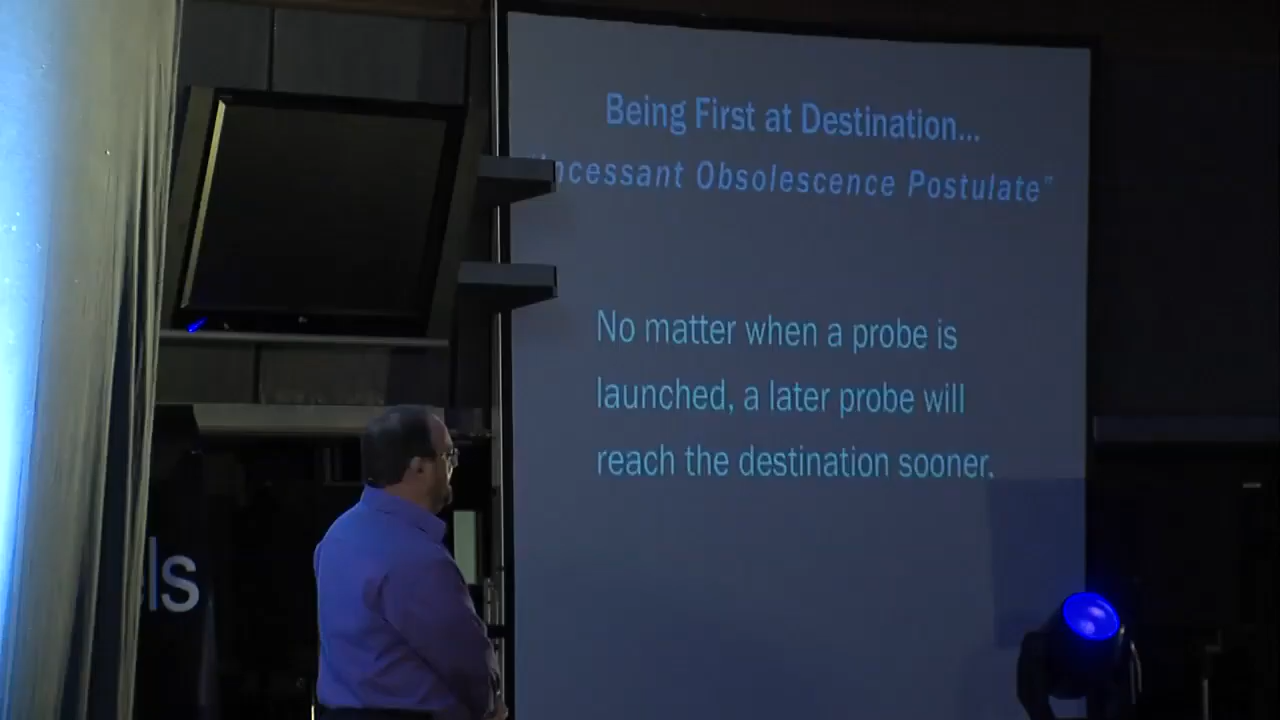 Being First at Destination...
"Incessant Obsolescence Postulate"
No matter when a probe is
launched, a later probe will
reach the destination sooner.
ls